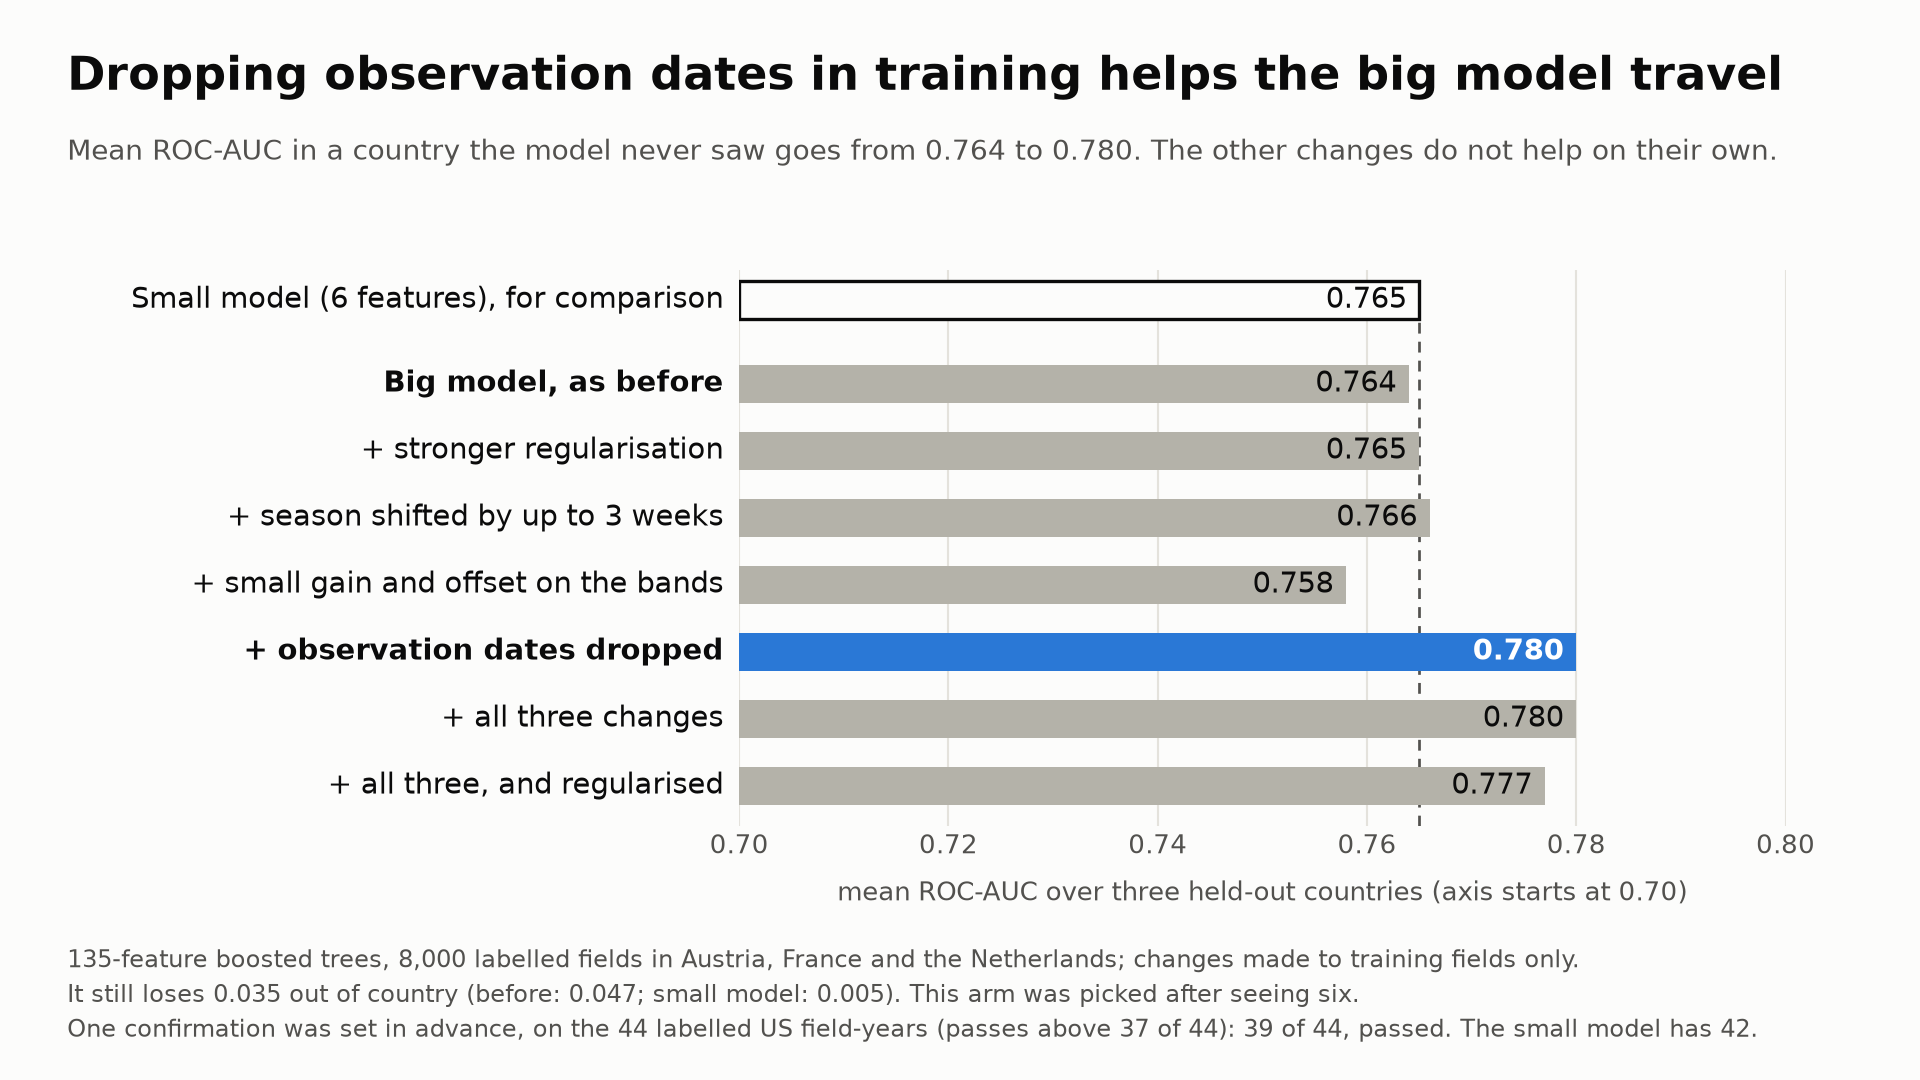 Dropping observation dates in training helps the big model travel
Mean ROC-AUC in a country the model never saw goes from 0.764 to 0.780. The other changes do not help on their own.
Small model (6 features), for comparison 0.765
Big model, as before 0.764
+ stronger regularisation 0.765
+ season shifted by up to 3 weeks 0.766
+ small gain and offset on the bands 0.758
+ observation dates dropped 0.780
+ all three changes 0.780
+ all three, and regularised 0.777
0.70 0.72 0.74 0.76 0.78 0.80
mean ROC-AUC over three held-out countries (axis starts at 0.70)
135-feature boosted trees, 8,000 labelled fields in Austria, France and the Netherlands; changes made to training fields only.
It still loses 0.035 out of country (before: 0.047; small model: 0.005). This arm was picked after seeing six.
One confirmation was set in advance, on the 44 labelled US field-years (passes above 37 of 44): 39 of 44, passed. The small model has 42.